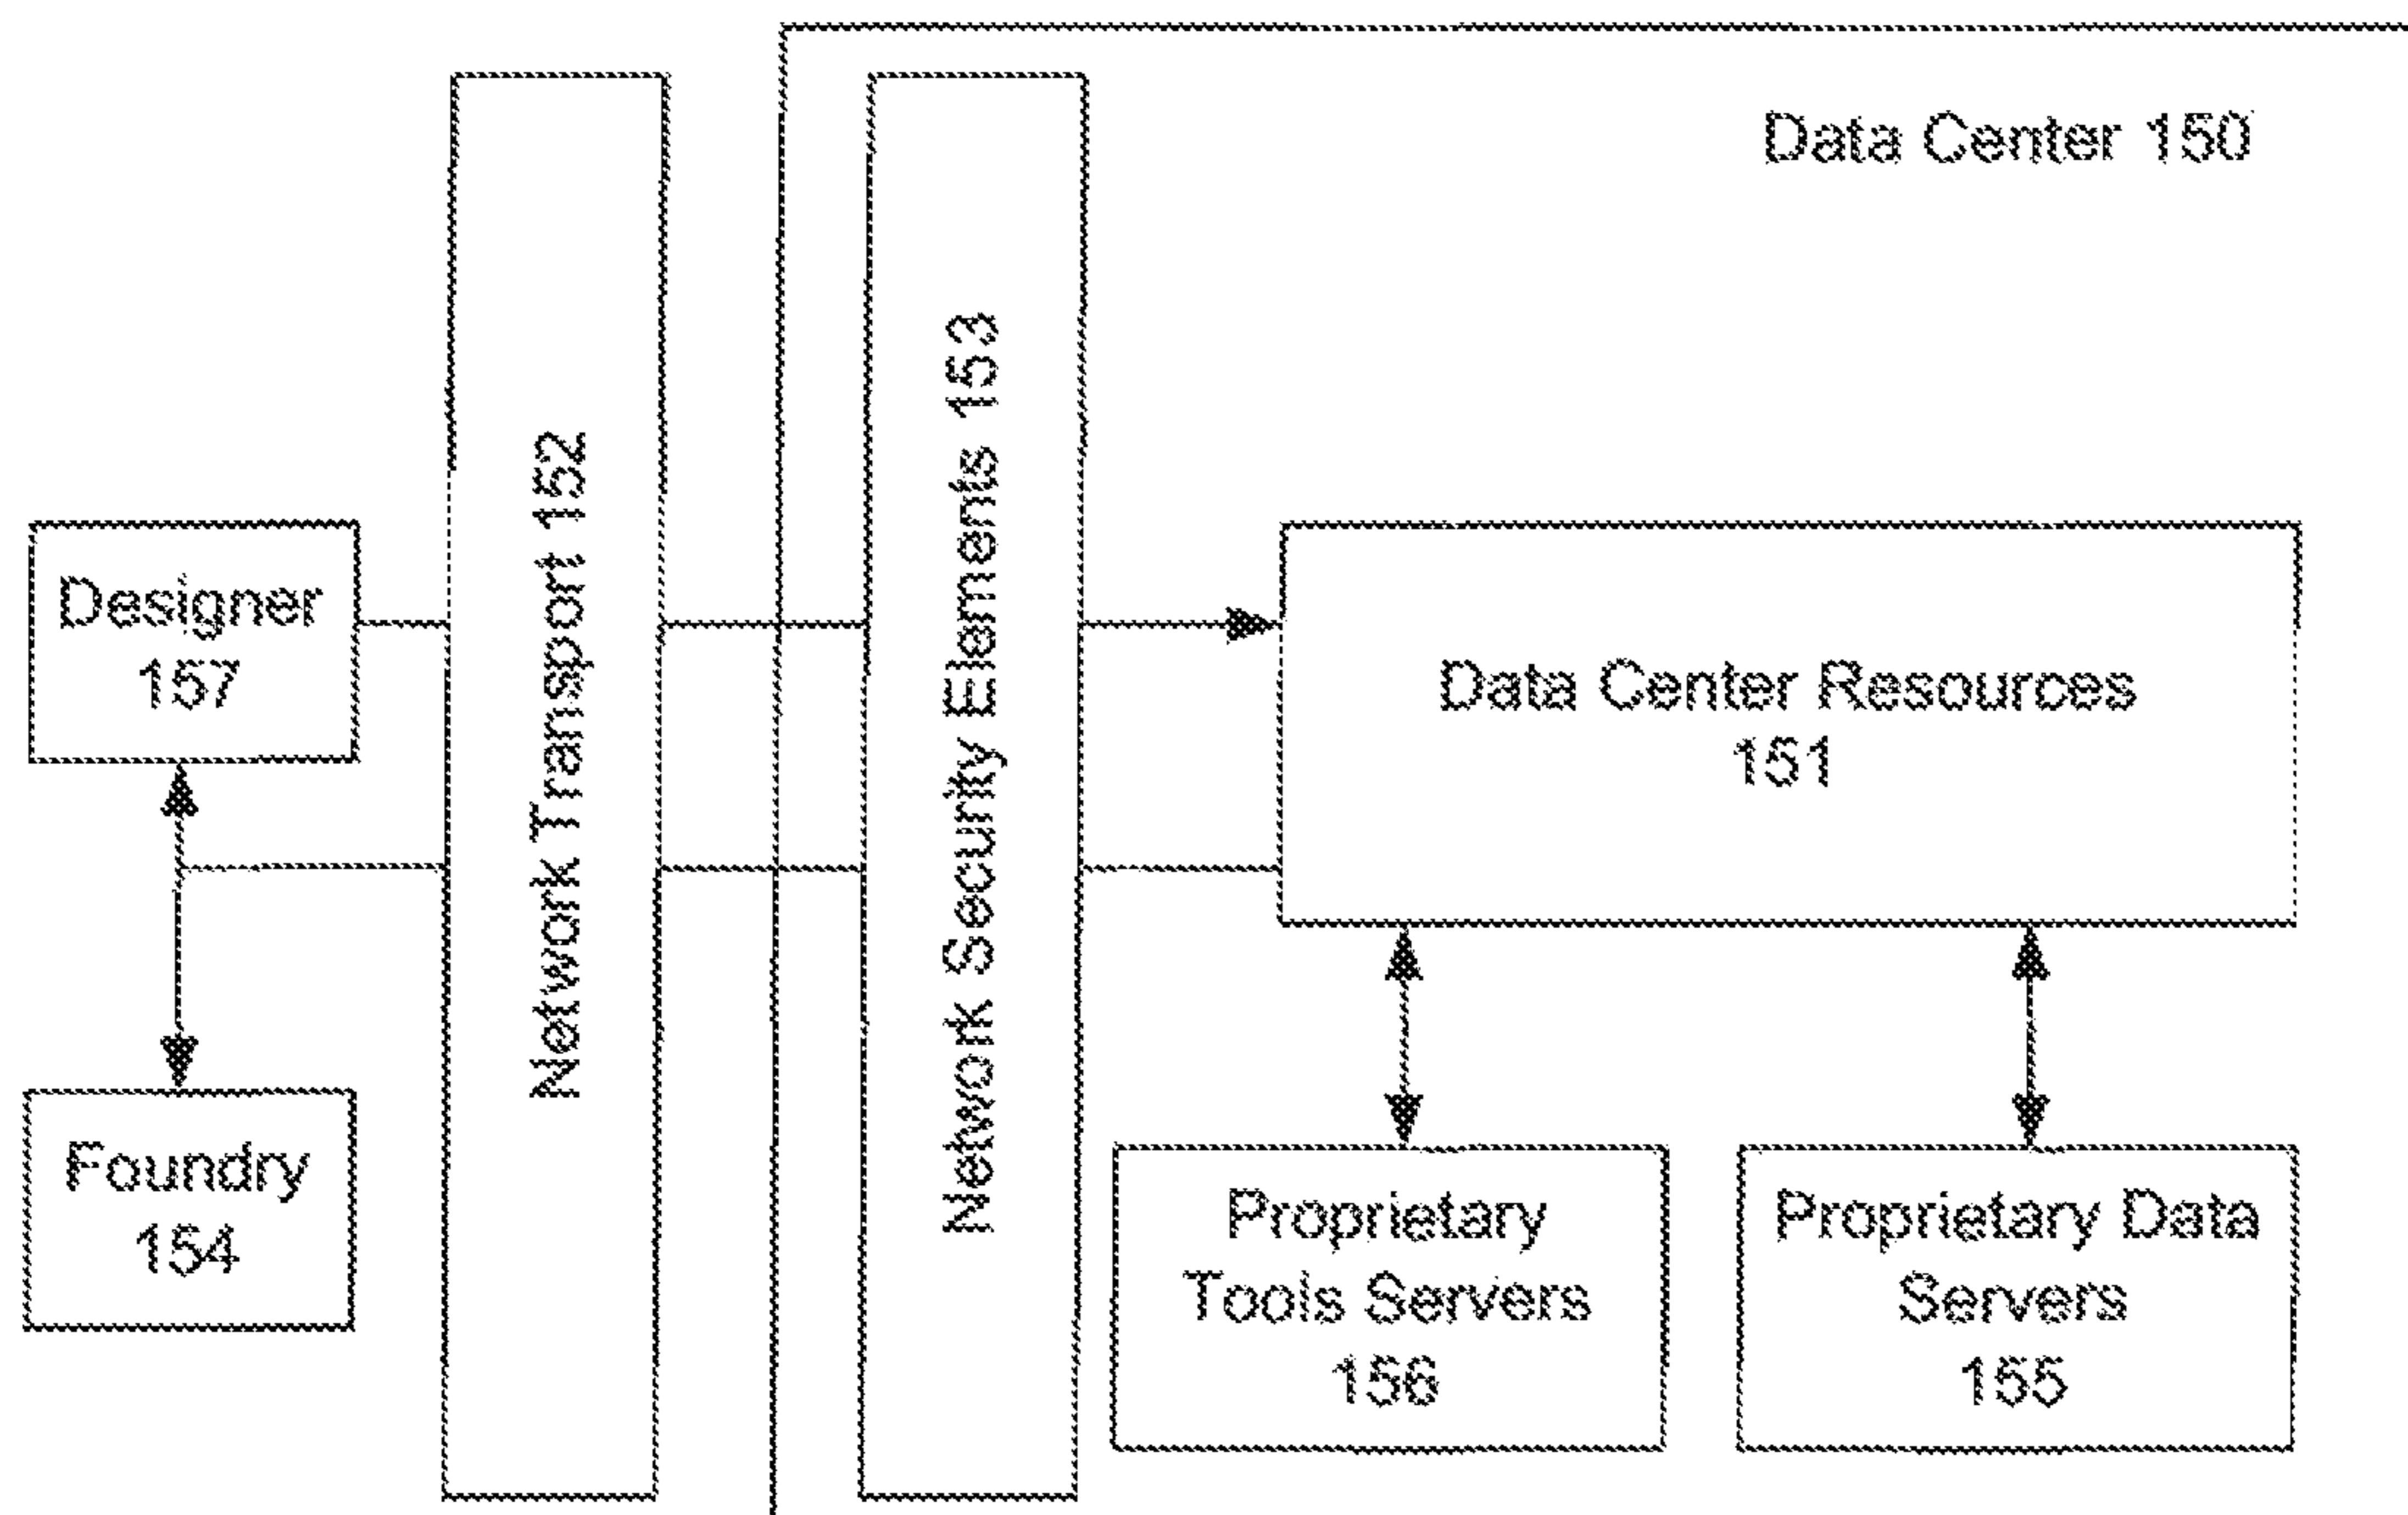 Data Center 150
Network Transport 152
Network Security Elements 153
Designer
157
Data Center Resources
151
Foundry
154
Proprietary
Tools Servers
156
Proprietary Data
Servers
155